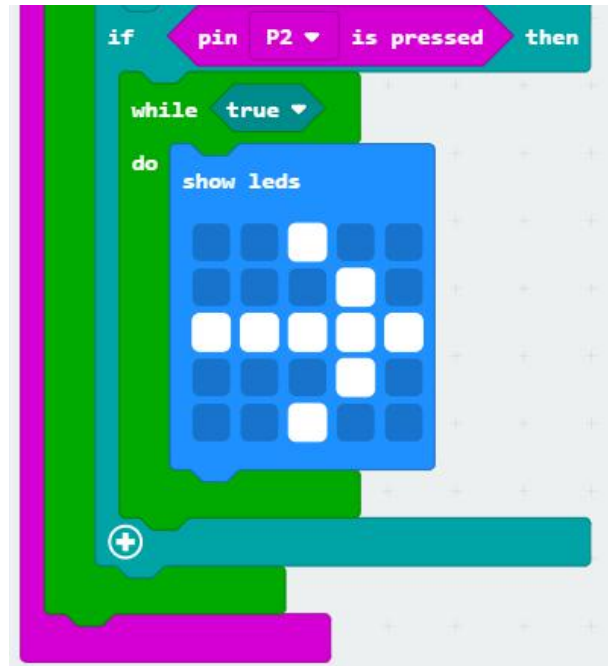 if pin P2 is pressed then
while true
do
show leds